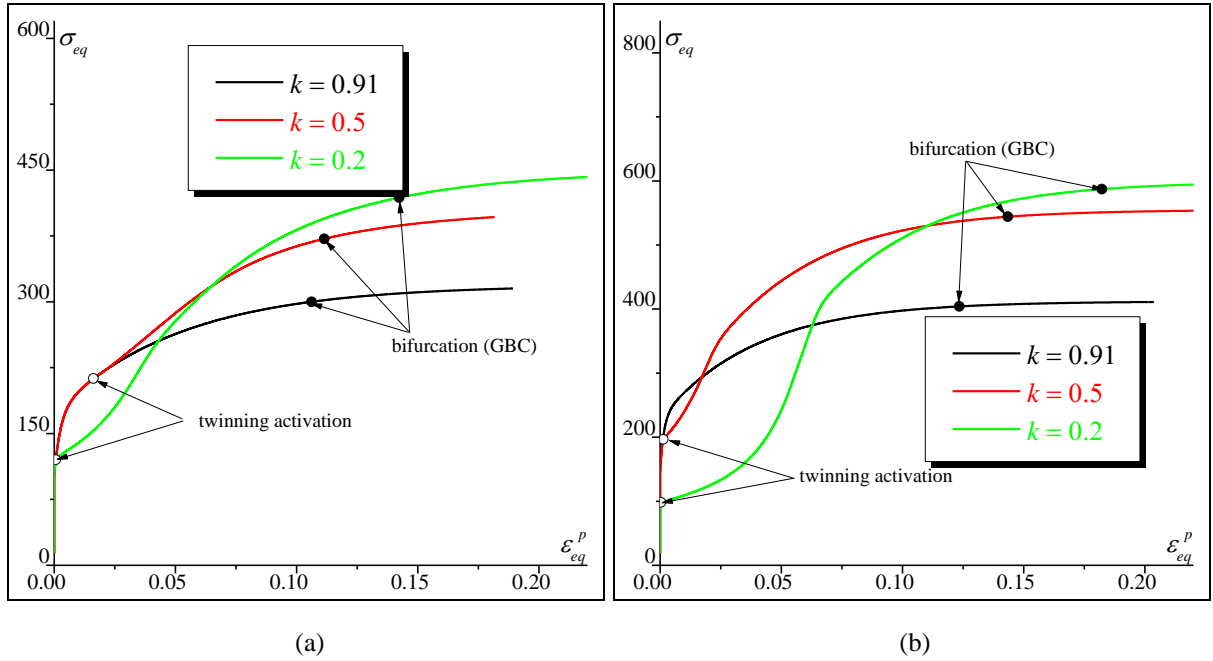 600
σeq
k = 0.91
k = 0.5
k = 0.2
450
300
bifurcation (GBC)
twinning activation
150
0
ε^p_eq
0.00 0.05 0.10 0.15 0.20
(a)
800
σeq
bifurcation (GBC)
600
400
k = 0.91
k = 0.5
k = 0.2
200
twinning activation
0
ε^p_eq
0.00 0.05 0.10 0.15 0.20
(b)